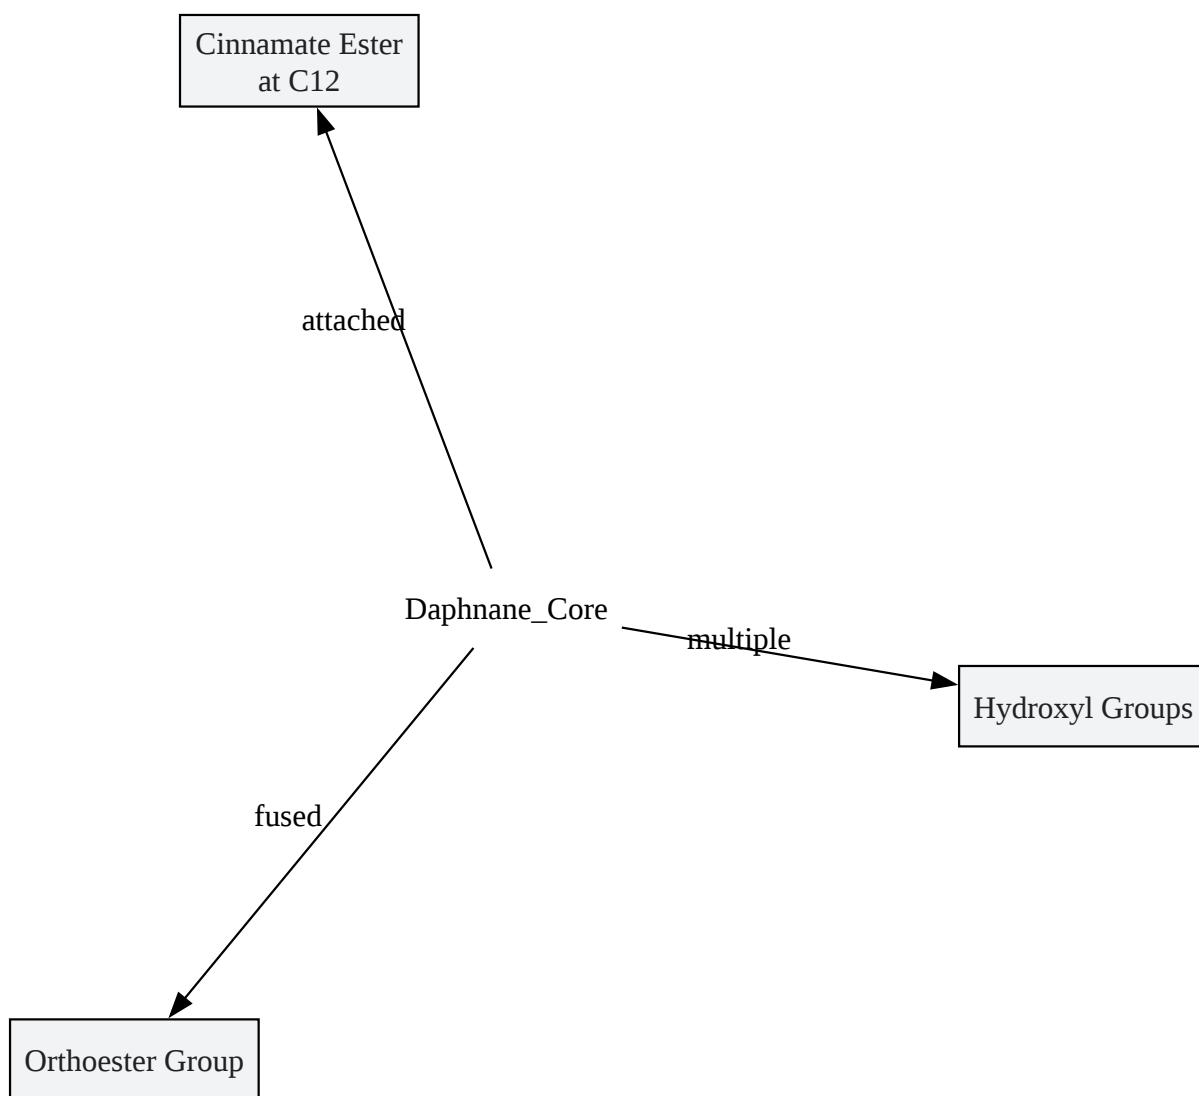 Cinnamate Ester
at C12
attached
Daphnane_Core
multiple
Hydroxyl Groups
fused
Orthoester Group